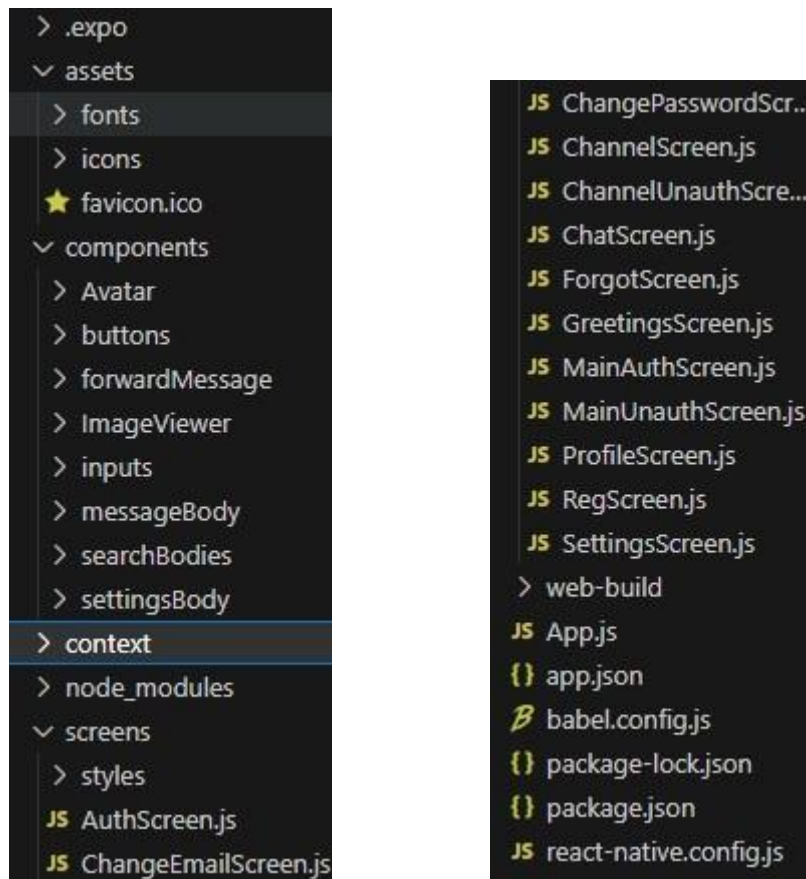 .expo
assets
fonts
icons
favicon.ico
components
Avatar
buttons
forwardMessage
ImageViewer
inputs
messageBody
searchBodies
settingsBody
context
node_modules
screens
styles
JS AuthScreen.js
JS ChangeEmailScreen.js
JS ChangePasswordScr...
JS ChannelScreen.js
JS ChannelUnauthScre...
JS ChatScreen.js
JS ForgotScreen.js
JS GreetingsScreen.js
JS MainAuthScreen.js
JS MainUnauthScreen.js
JS ProfileScreen.js
JS RegScreen.js
JS SettingsScreen.js
web-build
JS App.js
{} app.json
B babel.config.js
{} package-lock.json
{} package.json
JS react-native.config.js